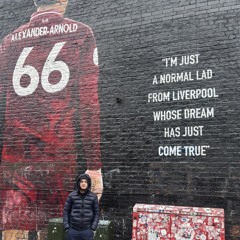 ALEXANDER-ARNOLD
66
"I'M JUST
A NORMAL LAD
FROM LIVERPOOL
WHOSE DREAM
HAS JUST
COME TRUE"